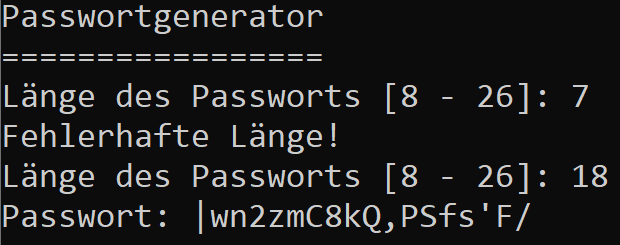 Passwortgenerator
=================
Länge des Passworts [8 - 26]: 7
Fehlerhafte Länge!
Länge des Passworts [8 - 26]: 18
Passwort: |wn2zmC8kQ,PSfs'F/